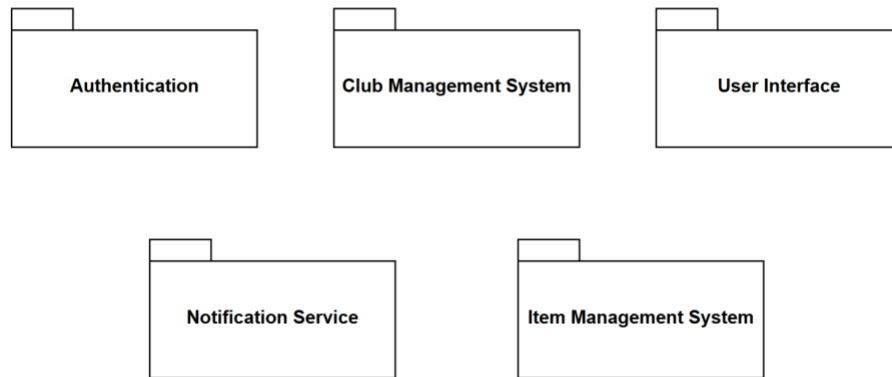 Authentication
Club Management System
User Interface
Notification Service
Item Management System